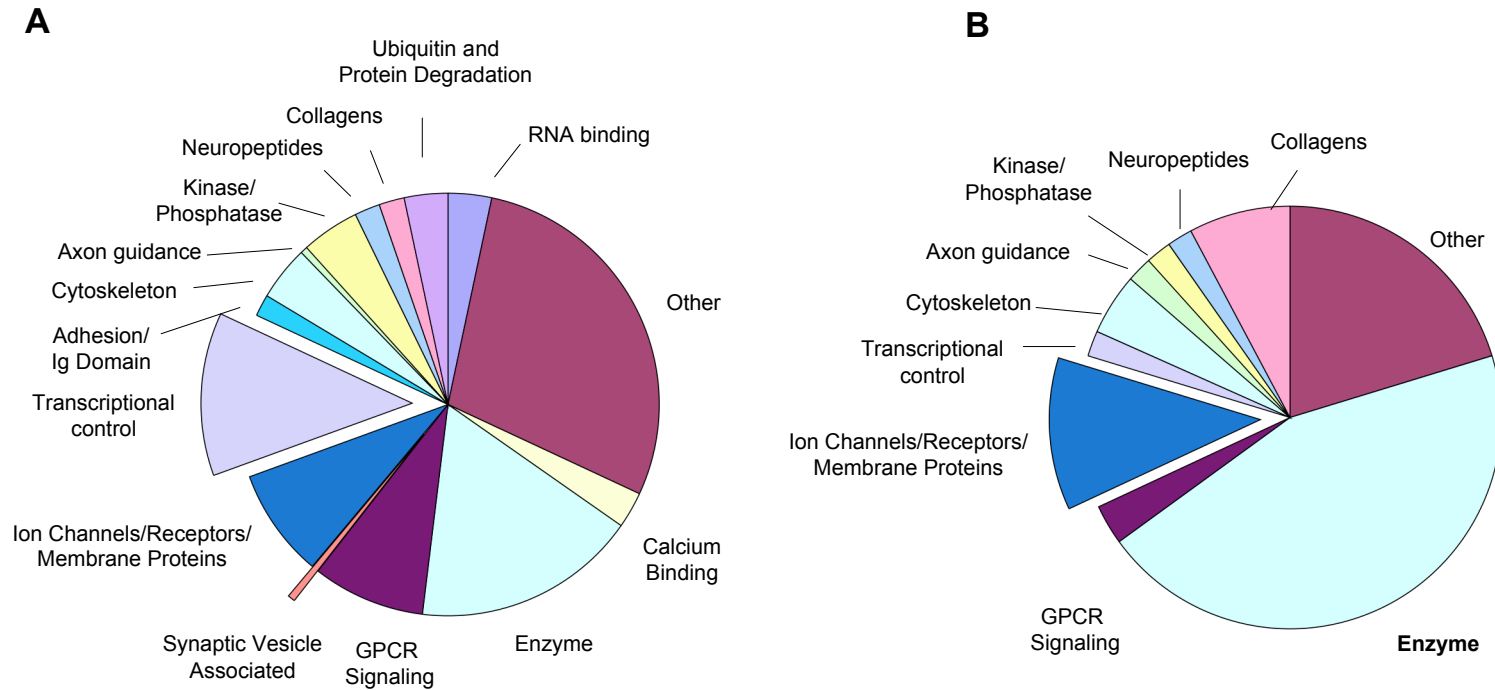 A
Ubiquitin and
Protein Degradation
Collagens
RNA binding
Neuropeptides
Kinase/
Phosphatase
Axon guidance
Cytoskeleton
Adhesion/
Ig Domain
Transcriptional
control
Ion Channels/Receptors/
Membrane Proteins
Synaptic Vesicle
Associated
GPCR
Signaling
Enzyme
Calcium
Binding
Other
B
Collagens
Neuropeptides
Kinase/
Phosphatase
Axon guidance
Cytoskeleton
Transcriptional
control
Ion Channels/Receptors/
Membrane Proteins
GPCR
Signaling
Enzyme
Other